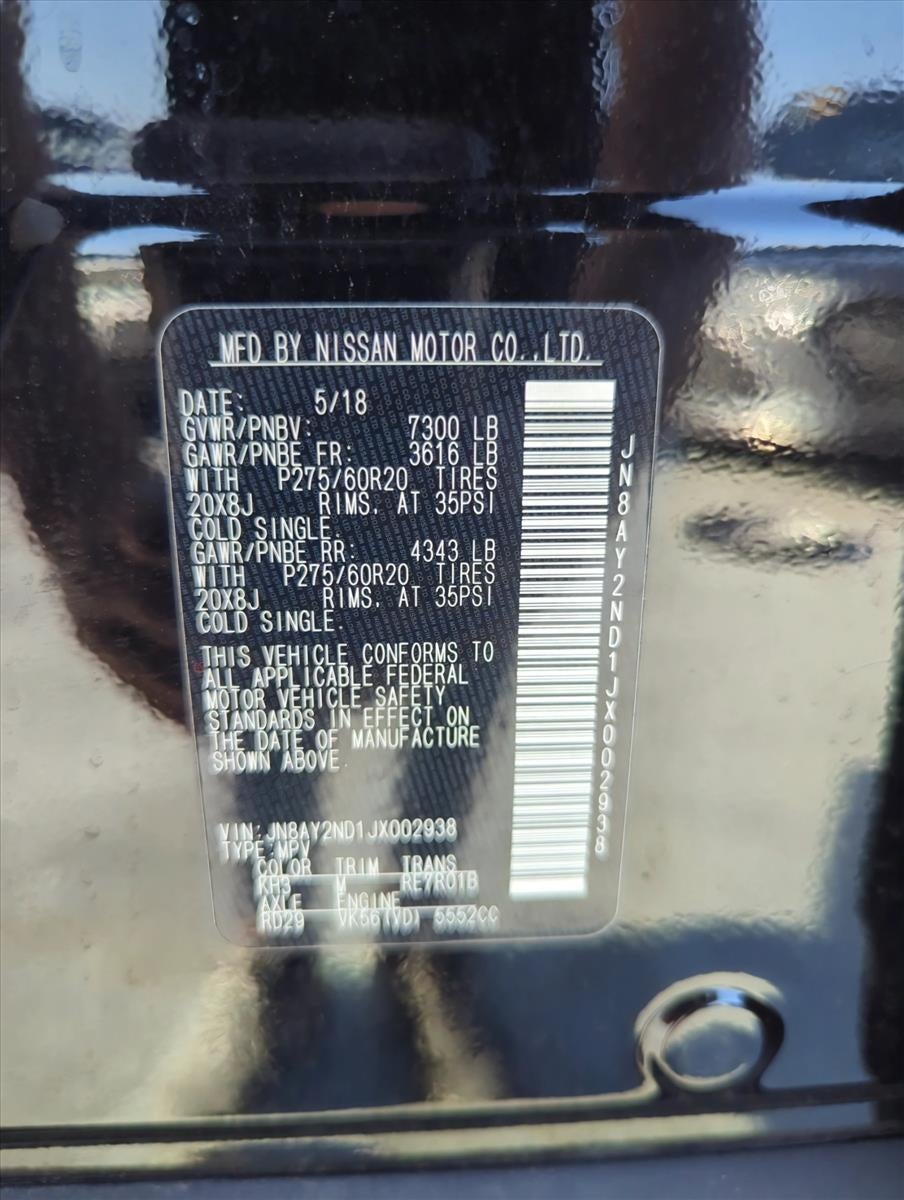 MFD BY NISSAN MOTOR CO.,LTD.
DATE: 5/18
GVWR/PNBV: 7300 LB
GAWR/PNBE FR: 3616 LB
WITH P275/60R20 TIRES
20X8J RIMS. AT 35PSI
COLD SINGLE.
GAWR/PNBE RR: 4343 LB
WITH P275/60R20 TIRES
20X8J RIMS. AT 35PSI
COLD SINGLE.
THIS VEHICLE CONFORMS TO
ALL APPLICABLE FEDERAL
MOTOR VEHICLE SAFETY
STANDARDS IN EFFECT ON
THE DATE OF MANUFACTURE
SHOWN ABOVE.
VIN:JN8AY2ND1JX002938
TYPE:MPV
COLOR TRIM TRANS
KH3 M RE7R01B
AXLE ENGINE
RD29 VK56(VD) 5552CC
JN8AY2ND1JX002938